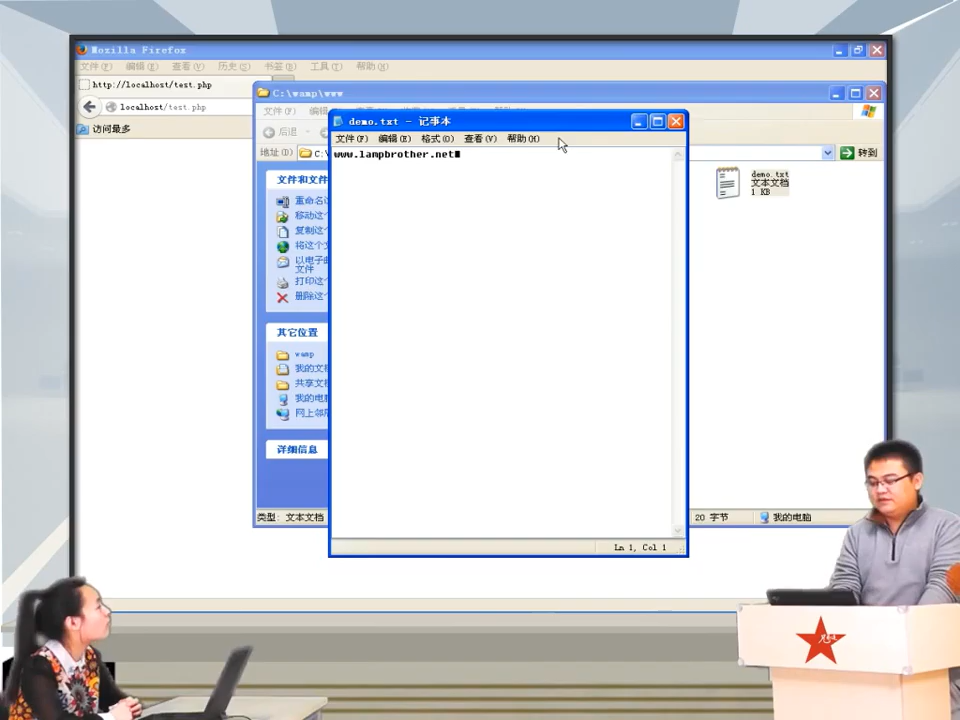 Mozilla Firefox
文件(F) 编辑(E) 查看(V) 历史(S) 书签(B) 工具(T) 帮助(H)
http://localhost/test.php
localhost/test.php
访问最多
C:\wamp\www
文件(F) 编辑
后退
地址(D) C:\
转到
文件和文件
重命名这
移动这个
复制这个
将这个文
以电子邮
文件
打印这个
删除这个
其它位置
wamp
我的文档
共享文档
我的电脑
网上邻居
详细信息
类型: 文本文档
20 字节
我的电脑
demo.txt
文本文档
1 KB
demo.txt - 记事本
文件(F) 编辑(E) 格式(O) 查看(V) 帮助(H)
www.lampbrother.net
Ln 1, Col 1